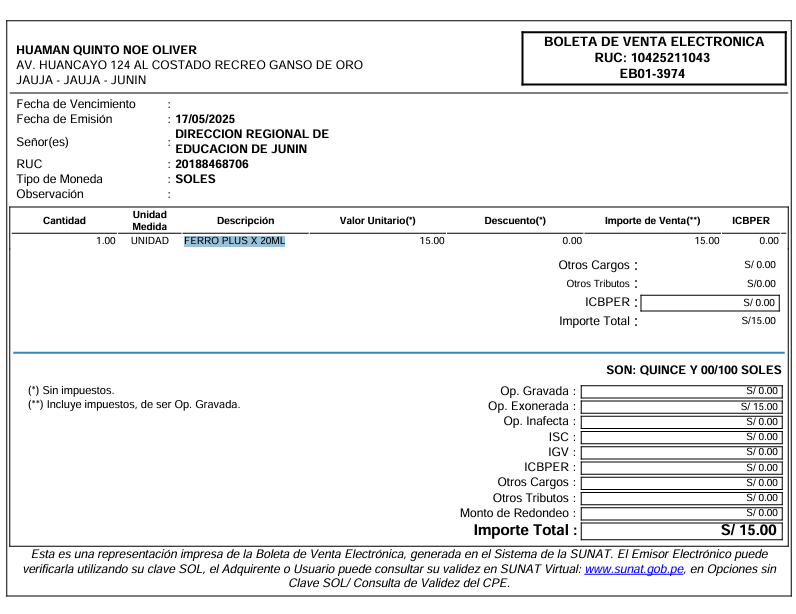 HUAMAN QUINTO NOE OLIVER
AV. HUANCAYO 124 AL COSTADO RECREO GANSO DE ORO
JAUJA - JAUJA - JUNIN
BOLETA DE VENTA ELECTRONICA
RUC: 10425211043
EB01-3974
Fecha de Vencimiento :
Fecha de Emisión : 17/05/2025
Señor(es) : DIRECCION REGIONAL DE
EDUCACION DE JUNIN
RUC : 20188468706
Tipo de Moneda : SOLES
Observación :
Cantidad Unidad Medida Descripción Valor Unitario(*) Descuento(*) Importe de Venta(**) ICBPER
1.00 UNIDAD FERRO PLUS X 20ML 15.00 0.00 15.00 0.00
Otros Cargos : S/ 0.00
Otros Tributos : S/0.00
ICBPER : S/ 0.00
Importe Total : S/15.00
SON: QUINCE Y 00/100 SOLES
(*) Sin impuestos.
(**) Incluye impuestos, de ser Op. Gravada.
Op. Gravada : S/ 0.00
Op. Exonerada : S/ 15.00
Op. Inafecta : S/ 0.00
ISC : S/ 0.00
IGV : S/ 0.00
ICBPER : S/ 0.00
Otros Cargos : S/ 0.00
Otros Tributos : S/ 0.00
Monto de Redondeo : S/ 0.00
Importe Total : S/ 15.00
Esta es una representación impresa de la Boleta de Venta Electrónica, generada en el Sistema de la SUNAT. El Emisor Electrónico puede
verificarla utilizando su clave SOL, el Adquirente o Usuario puede consultar su validez en SUNAT Virtual: www.sunat.gob.pe, en Opciones sin
Clave SOL/ Consulta de Validez del CPE.